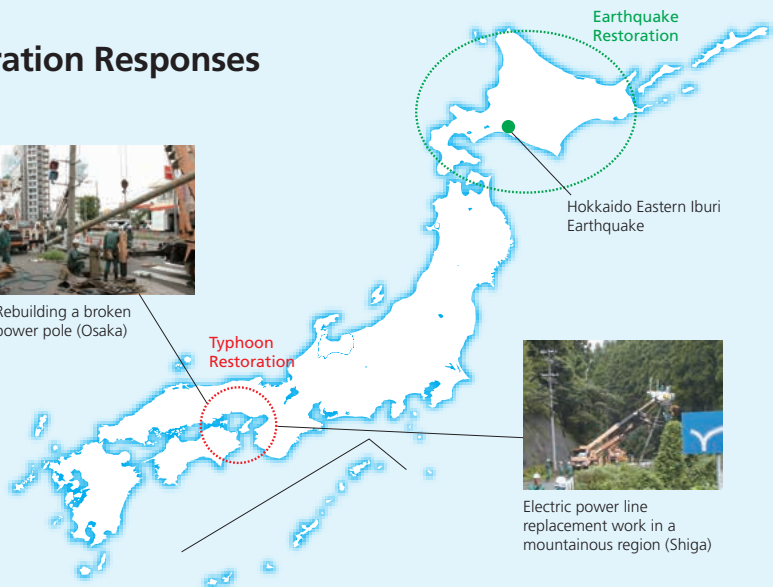 ration Responses
Earthquake
Restoration
Hokkaido Eastern Iburi
Earthquake
Rebuilding a broken
power pole (Osaka)
Typhoon
Restoration
Electric power line
replacement work in a
mountainous region (Shiga)